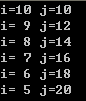 i=10 j=10
i= 9 j=12
i= 8 j=14
i= 7 j=16
i= 6 j=18
i= 5 j=20